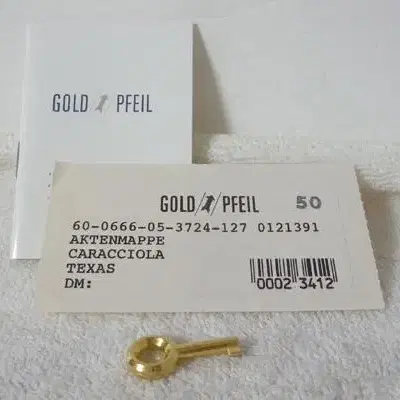 GOLD PFEIL
GOLD PFEIL 50
60-0666-05-3724-127 0121391
AKTENMAPPE
CARACCIOLA
TEXAS
DM:
0002 3412